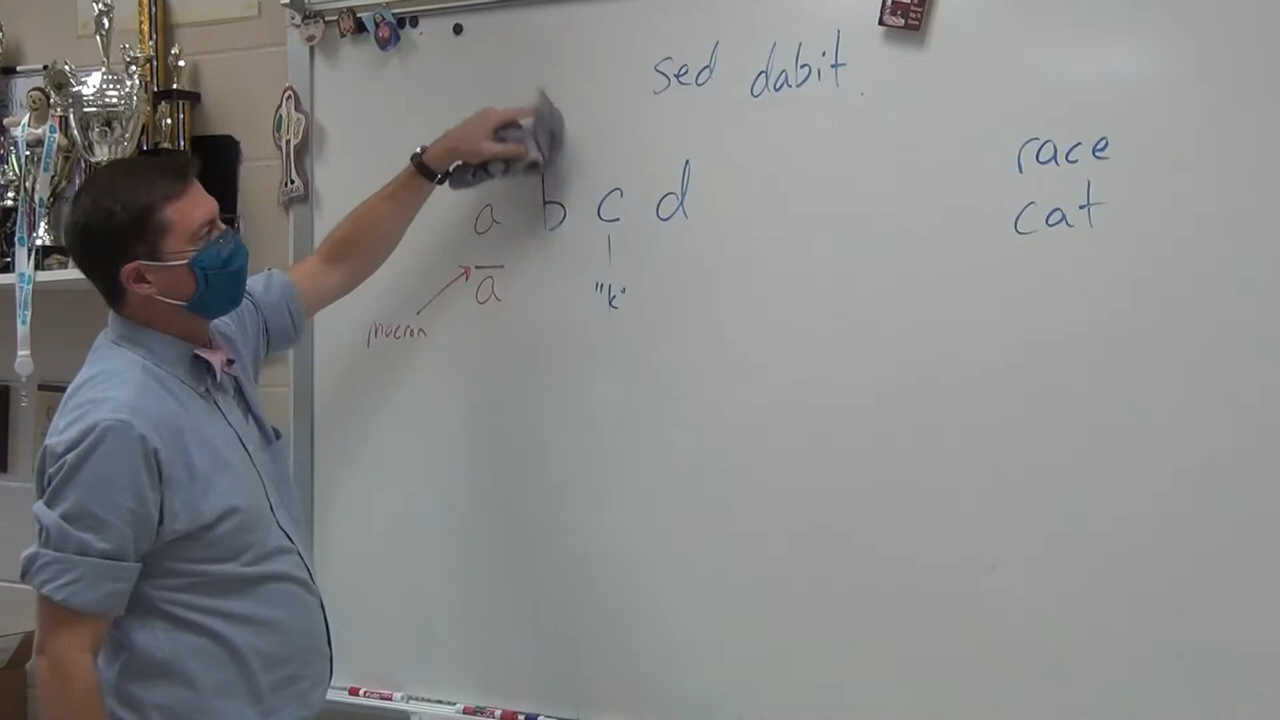 sed dabit
race
cat
a b c d
ā "k"
macron